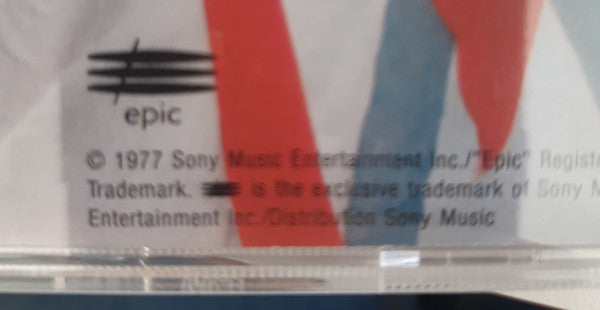 epic
© 1977 Sony Music Entertainment Inc./"Epic" Registe
Trademark. is the exclusive trademark of Sony M
Entertainment Inc./Distribution Sony Music